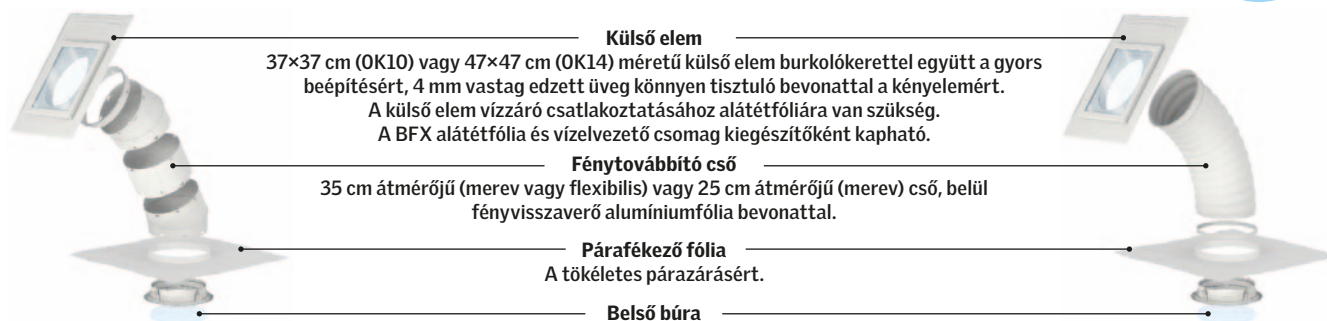 Külső elem
37×37 cm (0K10) vagy 47×47 cm (0K14) méretű külső elem burkolókerettel együtt a gyors
beépítésért, 4 mm vastag edzett üveg könnyen tisztuló bevonattal a kényelemért.
A külső elem vízzáró csatlakoztatásához alátétfóliára van szükség.
A BFX alátétfólia és vízelvezető csomag kiegészítőként kapható.
Fénytovábbító cső
35 cm átmérőjű (merev vagy flexibilis) vagy 25 cm átmérőjű (merev) cső, belül
fényvisszaverő alumíniumfólia bevonattal.
Párafékező fólia
A tökéletes párazárásért.
Belső búra